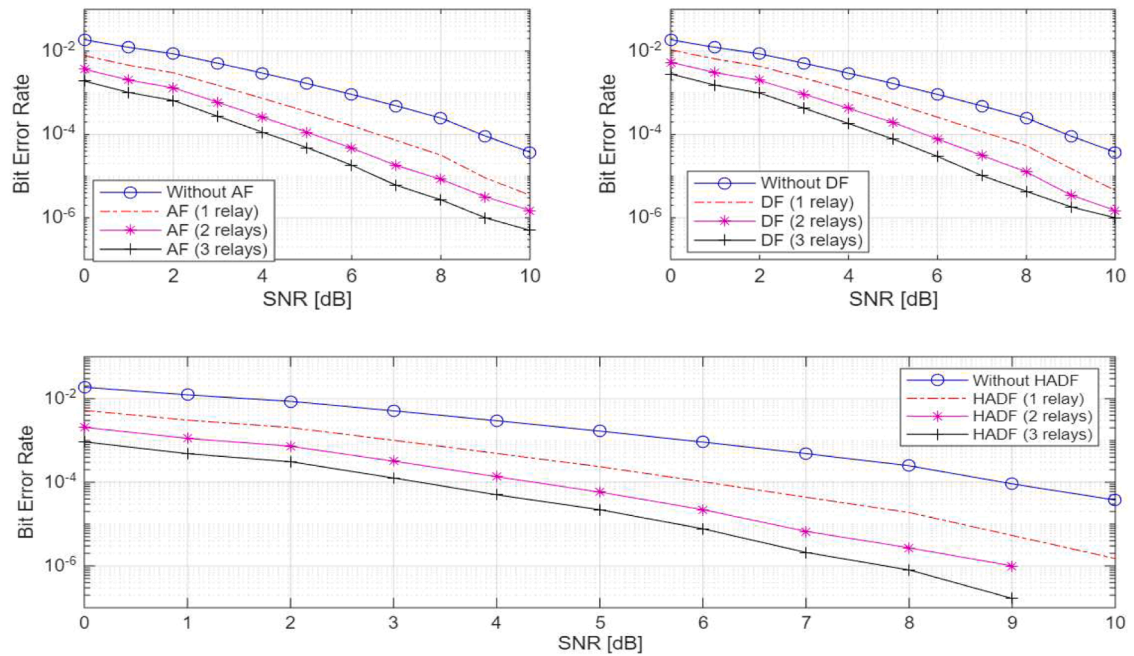 10^-2
10^-4
10^-6
Bit Error Rate
Without AF
AF (1 relay)
AF (2 relays)
AF (3 relays)
0 2 4 6 8 10
SNR [dB]
10^-2
10^-4
10^-6
Bit Error Rate
Without DF
DF (1 relay)
DF (2 relays)
DF (3 relays)
0 2 4 6 8 10
SNR [dB]
10^-2
10^-4
10^-6
Bit Error Rate
Without HADF
HADF (1 relay)
HADF (2 relays)
HADF (3 relays)
0 1 2 3 4 5 6 7 8 9 10
SNR [dB]